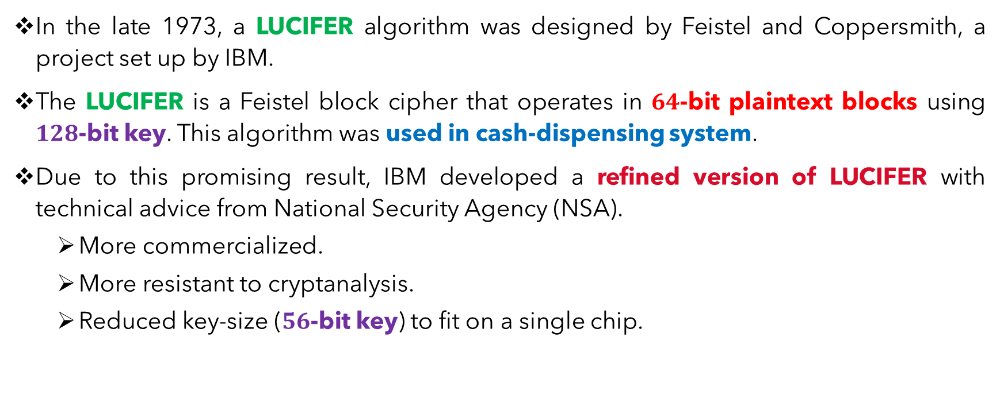 ❖In the late 1973, a LUCIFER algorithm was designed by Feistel and Coppersmith, a
project set up by IBM.
❖The LUCIFER is a Feistel block cipher that operates in 64-bit plaintext blocks using
128-bit key. This algorithm was used in cash-dispensing system.
❖Due to this promising result, IBM developed a refined version of LUCIFER with
technical advice from National Security Agency (NSA).
➢More commercialized.
➢More resistant to cryptanalysis.
➢Reduced key-size (56-bit key) to fit on a single chip.